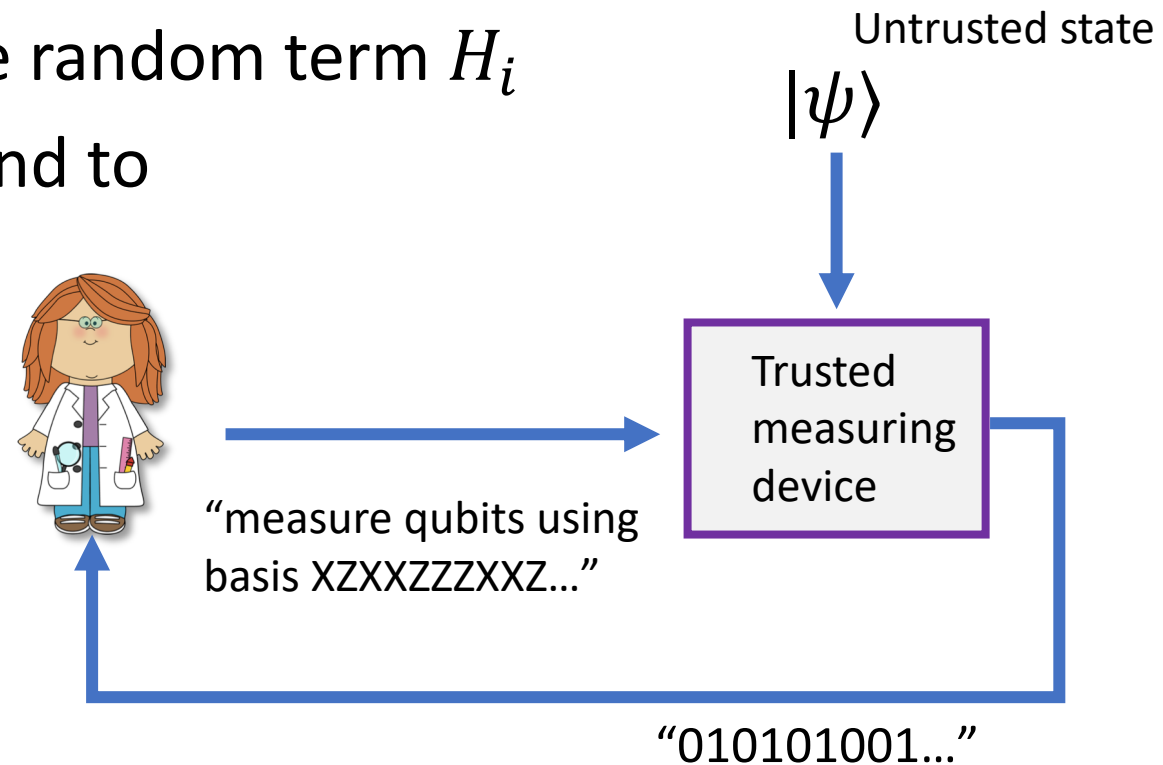 Untrusted state
e random term H_i
|ψ⟩
nd to
Trusted
measuring
device
“measure qubits using
basis XZXXZZZXXZ…”
“010101001…”